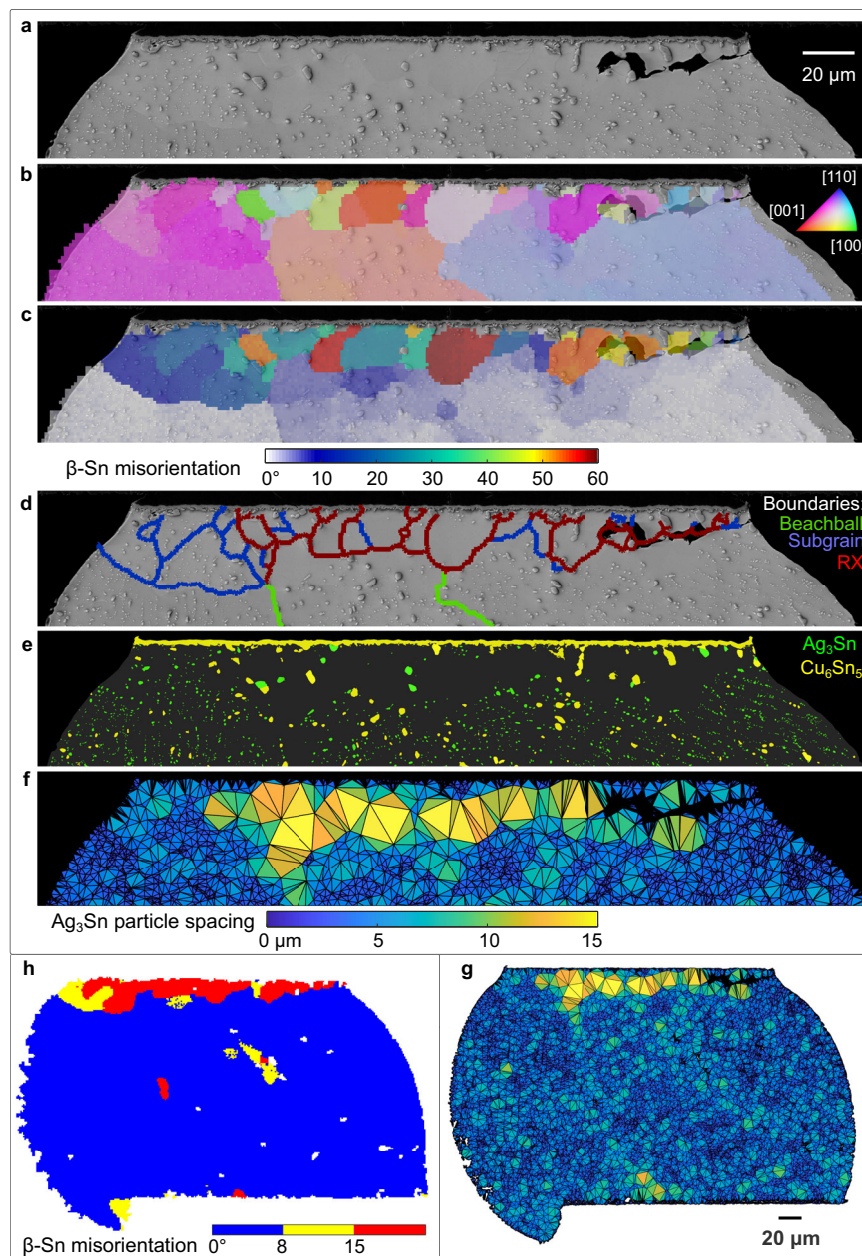 a
20 µm
b
[110]
[001]
[100]
c
β-Sn misorientation
0° 10 20 30 40 50 60
d
Boundaries:
Beachball
Subgrain
RX
e
Ag₃Sn
Cu₆Sn₅
f
Ag₃Sn particle spacing
0 µm 5 10 15
h
g
β-Sn misorientation
0° 8 15
20 µm